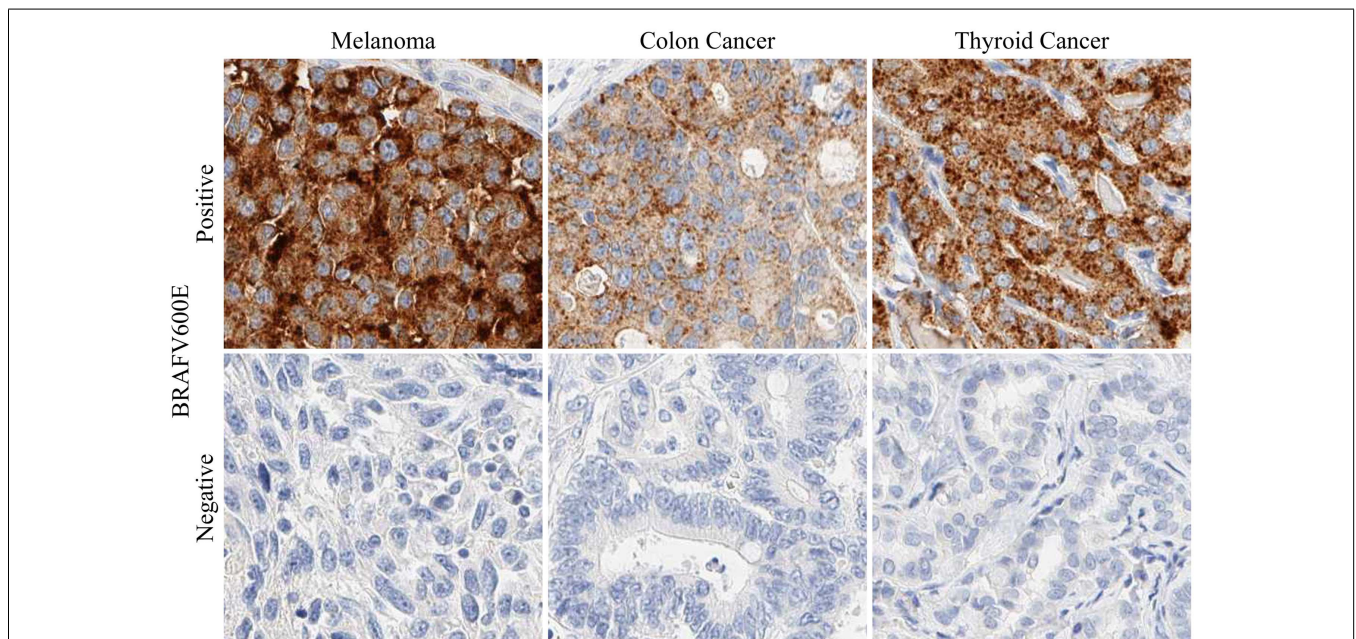 Melanoma
Colon Cancer
Thyroid Cancer
BRAFV600E
Positive
Negative